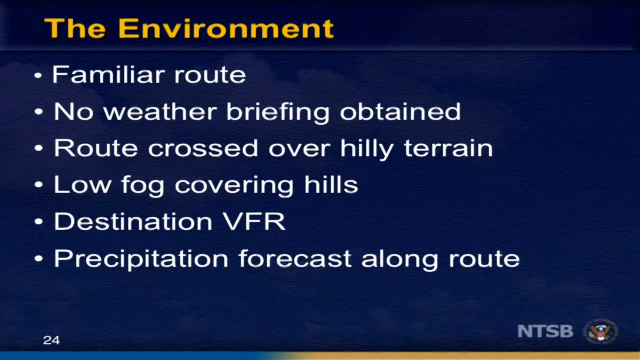 The Environment
• Familiar route
• No weather briefing obtained
• Route crossed over hilly terrain
• Low fog covering hills
• Destination VFR
• Precipitation forecast along route
24
NTSB